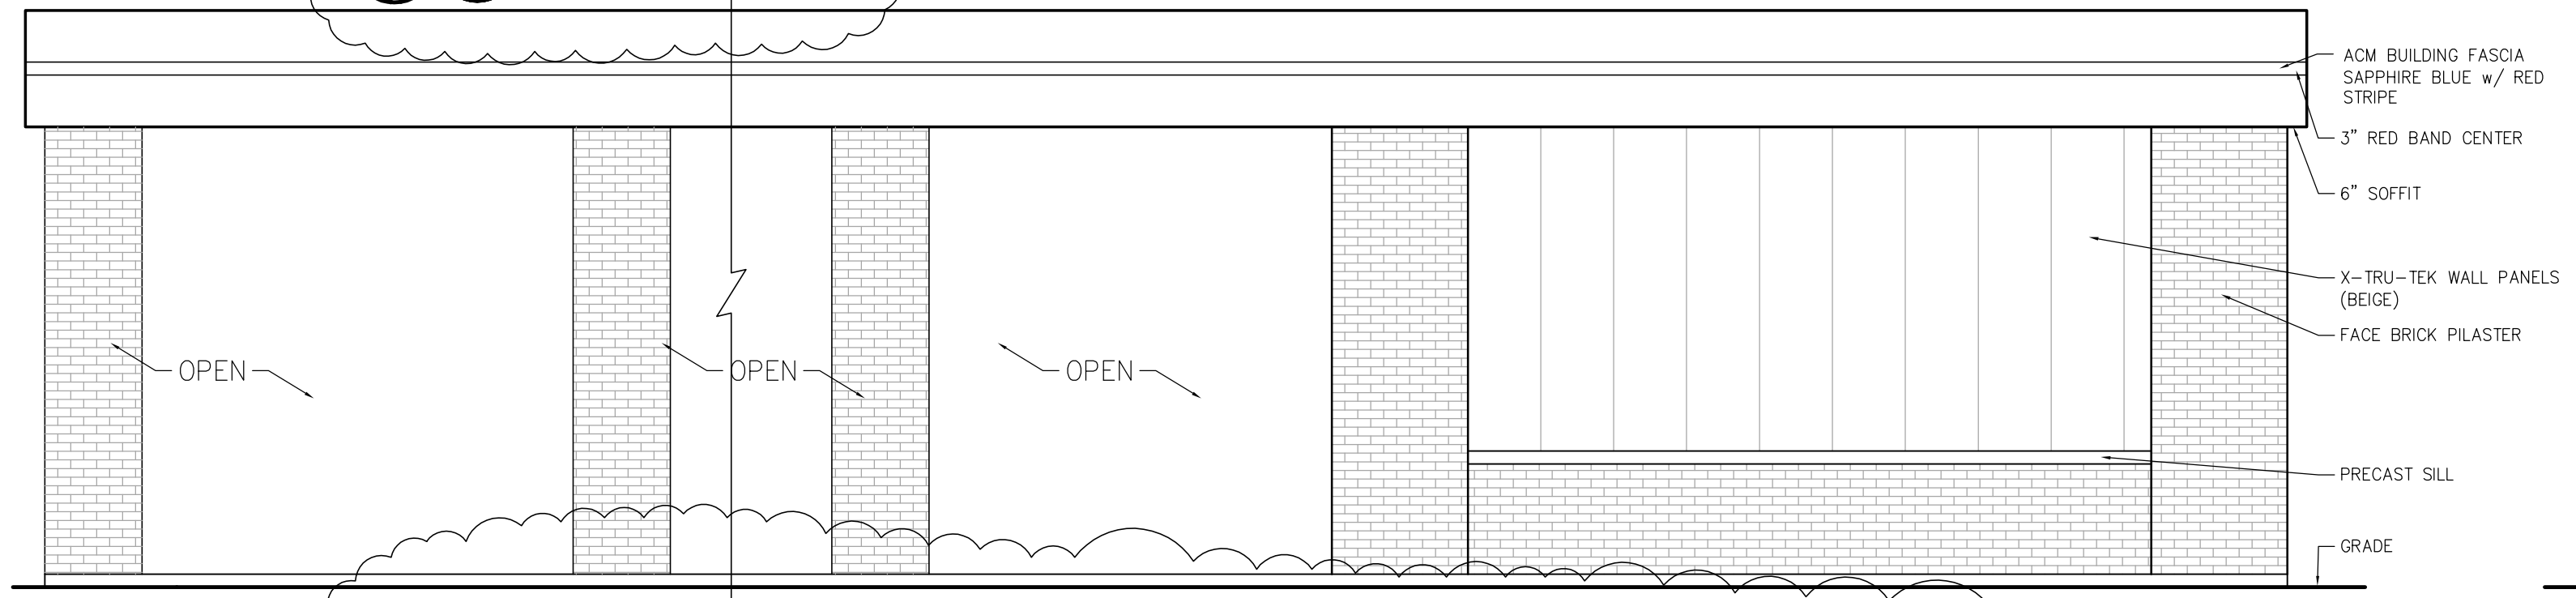 ACM BUILDING FASCIA
SAPPHIRE BLUE w/ RED
STRIPE
3" RED BAND CENTER
6" SOFFIT
X-TRU-TEK WALL PANELS
(BEIGE)
FACE BRICK PILASTER
OPEN
OPEN
OPEN
PRECAST SILL
GRADE